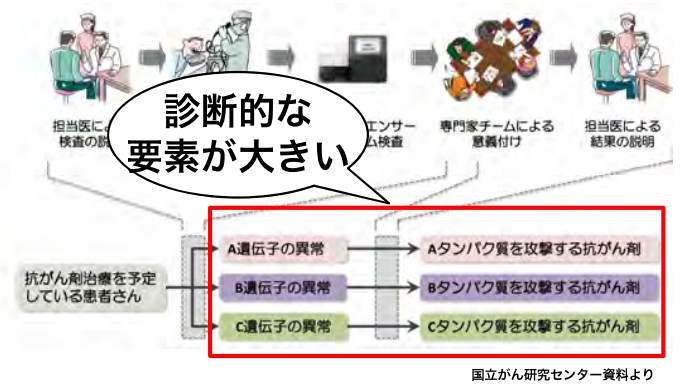 診断的な
要素が大きい
担当医によ
検査の説
エンサー
ム検査
専門家チームによる
意義付け
担当医による
結果の説明
抗がん剤治療を予定
している患者さん
A遺伝子の異常
Aタンパク質を攻撃する抗がん剤
B遺伝子の異常
Bタンパク質を攻撃する抗がん剤
C遺伝子の異常
Cタンパク質を攻撃する抗がん剤
国立がん研究センター資料より